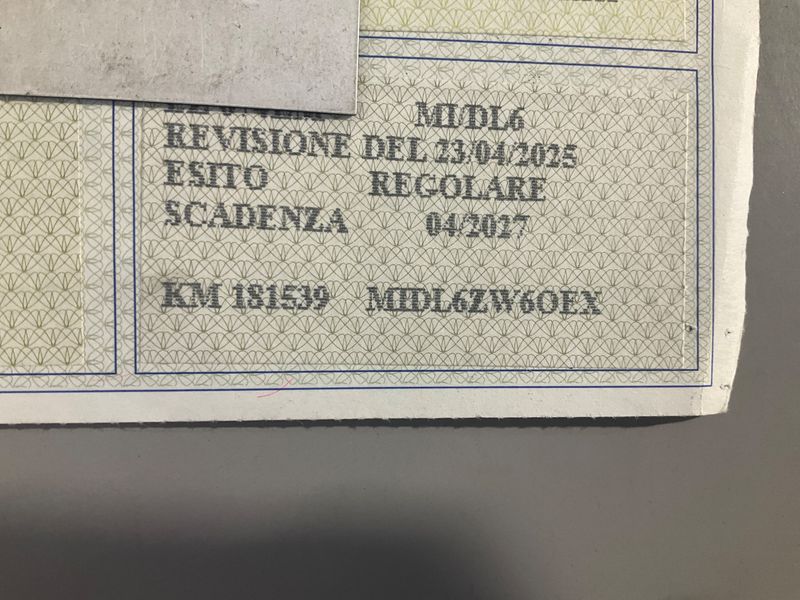 MI/DL6
REVISIONE DEL 23/04/2025
ESITO REGOLARE
SCADENZA 04/2027
KM 181539 MIDL6ZW6OEX